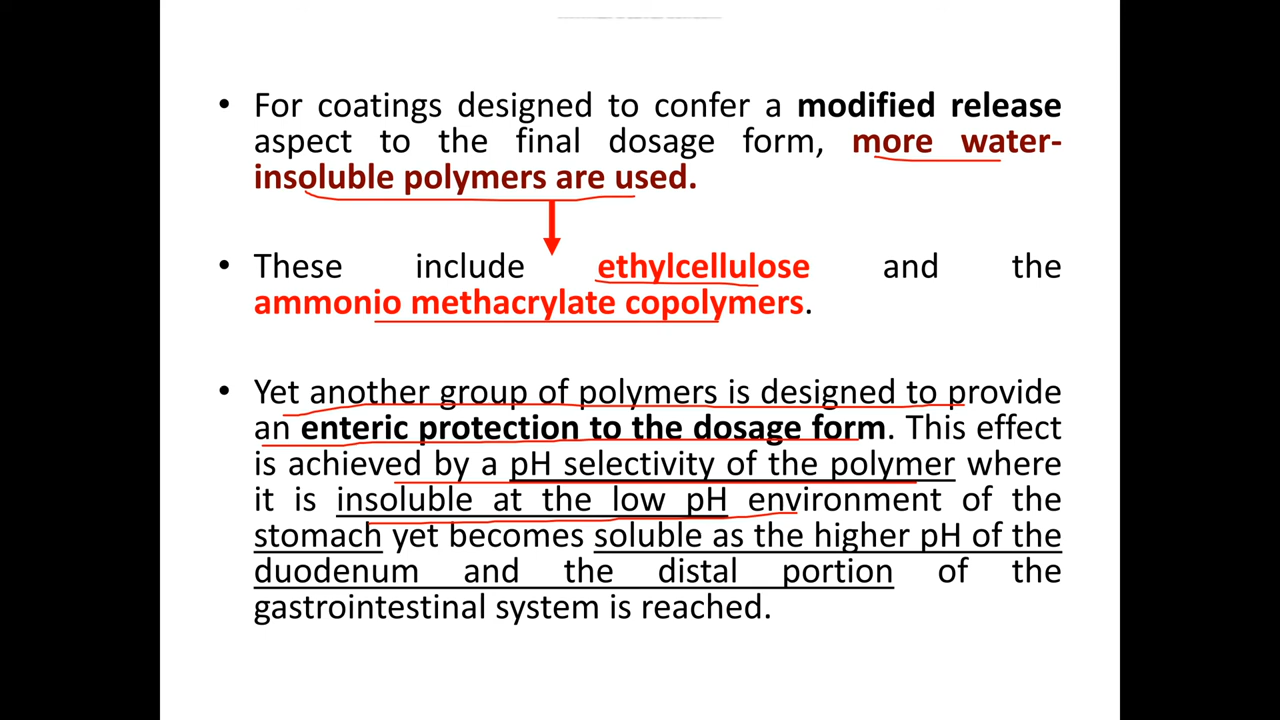 • For coatings designed to confer a modified release
aspect to the final dosage form, more water-
insoluble polymers are used.
• These include ethylcellulose and the
ammonio methacrylate copolymers.
• Yet another group of polymers is designed to provide
an enteric protection to the dosage form. This effect
is achieved by a pH selectivity of the polymer where
it is insoluble at the low pH environment of the
stomach yet becomes soluble as the higher pH of the
duodenum and the distal portion of the
gastrointestinal system is reached.